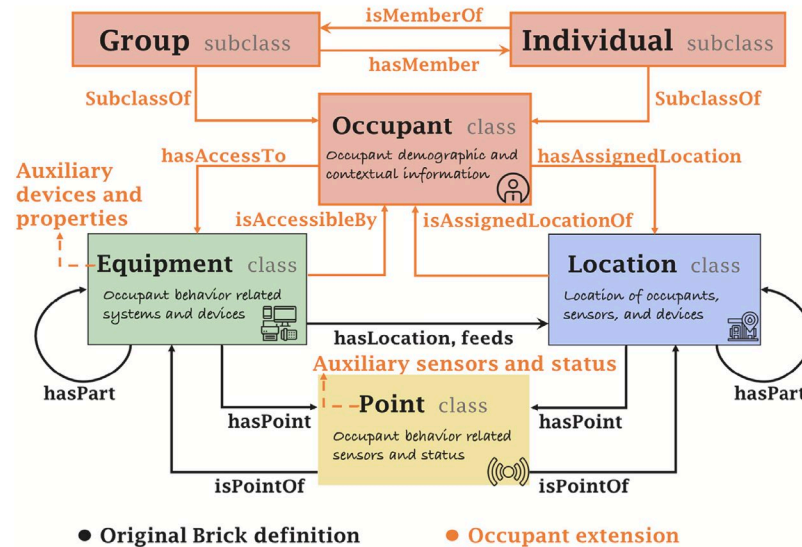 isMemberOf
Group subclass
Individual subclass
hasMember
SubclassOf
SubclassOf
Occupant class
Occupant demographic and
contextual information
hasAccessTo
hasAssignedLocation
Auxiliary
devices and
properties
isAccessibleBy
isAssignedLocationOf
Equipment class
Occupant behavior related
systems and devices
Location class
Location of occupants,
sensors, and devices
hasLocation, feeds
Auxiliary sensors and status
hasPart
hasPart
hasPoint
hasPoint
Point class
Occupant behavior related
sensors and status
isPointOf
isPointOf
Original Brick definition
Occupant extension